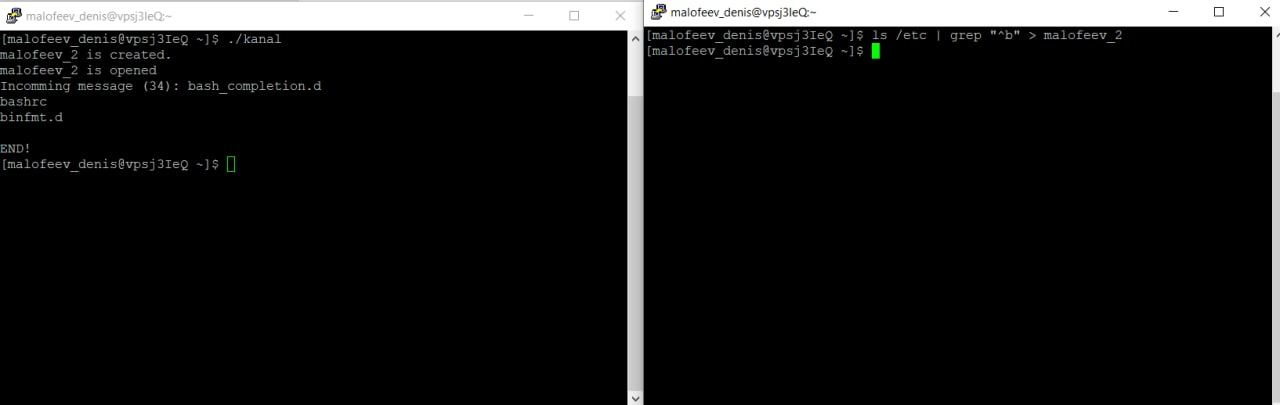 malofeev_denis@vpsj3IeQ:~
[malofeev_denis@vpsj3IeQ ~]$ ./kanal
malofeev_2 is created.
malofeev_2 is opened
Incomming message (34): bash_completion.d
bashrc
binfmt.d
END!
[malofeev_denis@vpsj3IeQ ~]$
malofeev_denis@vpsj3IeQ:~
[malofeev_denis@vpsj3IeQ ~]$ ls /etc | grep "^b" > malofeev_2
[malofeev_denis@vpsj3IeQ ~]$